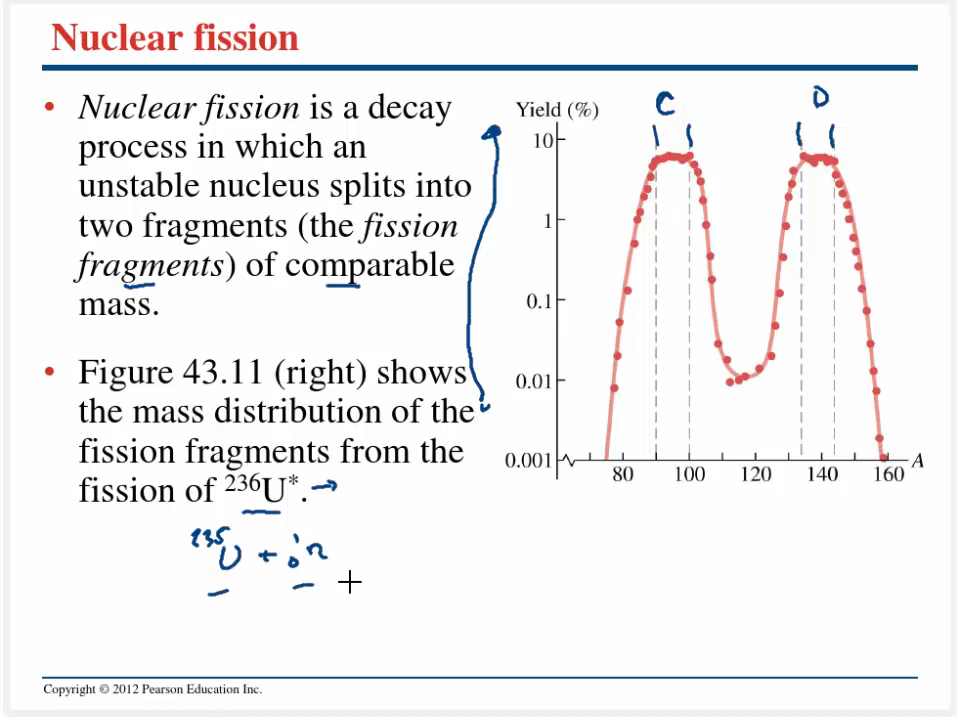 Nuclear fission
• Nuclear fission is a decay
process in which an
unstable nucleus splits into
two fragments (the fission
fragments) of comparable
mass.
• Figure 43.11 (right) shows
the mass distribution of the
fission fragments from the
fission of ²³⁶U*. →
²³⁵U + ¹₀n
C D
Yield (%)
10
1
0.1
0.01
0.001
80 100 120 140 160 A
Copyright © 2012 Pearson Education Inc.